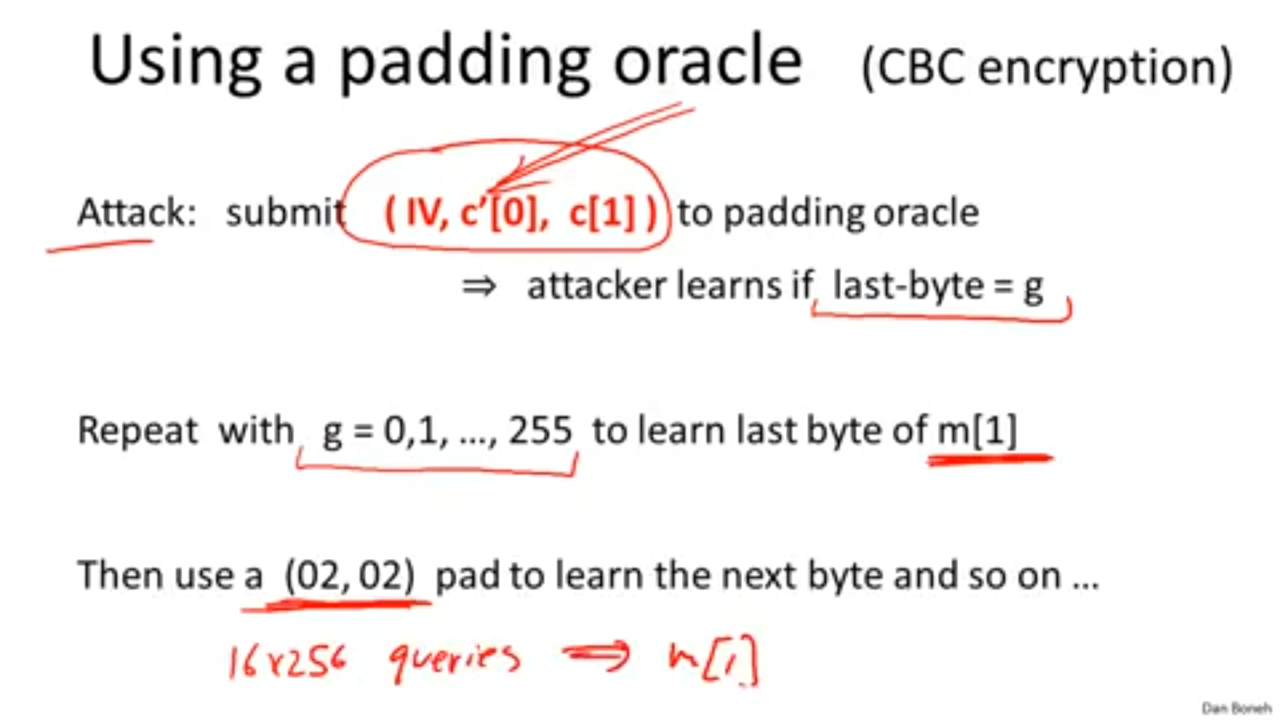 Using a padding oracle (CBC encryption)
Attack: submit ( IV, c'[0], c[1] ) to padding oracle
⇒ attacker learns if last-byte = g
Repeat with g = 0,1, …, 255 to learn last byte of m[1]
Then use a (02, 02) pad to learn the next byte and so on …
16x256 queries ⇒ m[1]
Dan Boneh